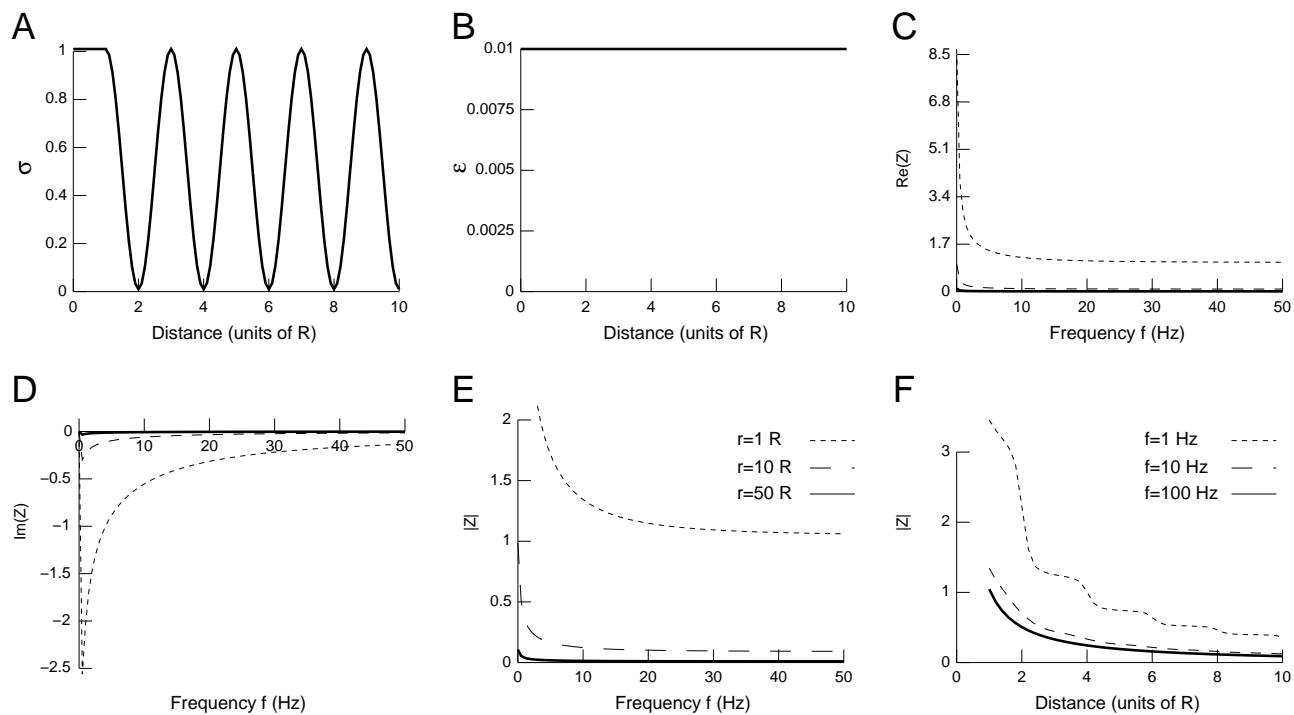 A
σ
1
0.8
0.6
0.4
0.2
0
0 2 4 6 8 10
Distance (units of R)
B
ε
0.01
0.0075
0.005
0.0025
0
0 2 4 6 8 10
Distance (units of R)
C
Re(Z)
8.5
6.8
5.1
3.4
1.7
0
0 10 20 30 40 50
Frequency f (Hz)
D
Im(Z)
0
0 10 20 30 40 50
−0.5
−1
−1.5
−2
−2.5
Frequency f (Hz)
E
|Z|
2
1.5
1
0.5
0
r=1 R
r=10 R
r=50 R
0 10 20 30 40 50
Frequency f (Hz)
F
|Z|
3
2
1
0
f=1 Hz
f=10 Hz
f=100 Hz
0 2 4 6 8 10
Distance (units of R)